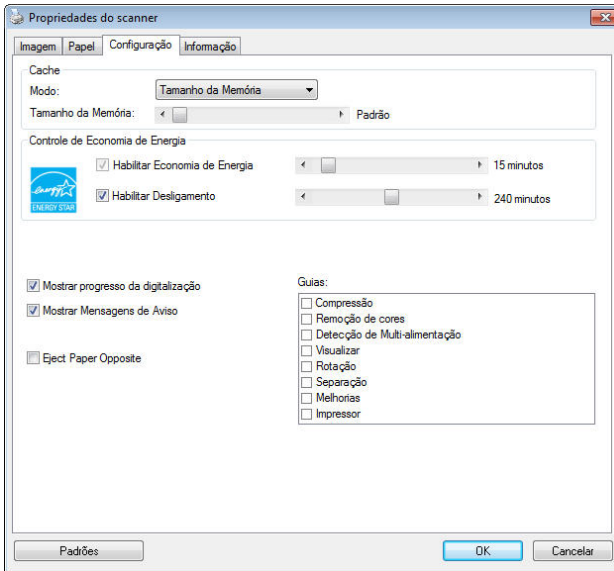 Propriedades do scanner
Imagem Papel Configuração Informação
Cache
Modo: Tamanho da Memória
Tamanho da Memória: Padrão
Controle de Economia de Energia
Habilitar Economia de Energia 15 minutos
Habilitar Desligamento 240 minutos
energy
ENERGY STAR
Mostrar progresso da digitalização
Mostrar Mensagens de Aviso
Eject Paper Opposite
Guias:
Compressão
Remoção de cores
Detecção de Multi-alimentação
Visualizar
Rotação
Separação
Melhorias
Impressor
Padrões OK Cancelar